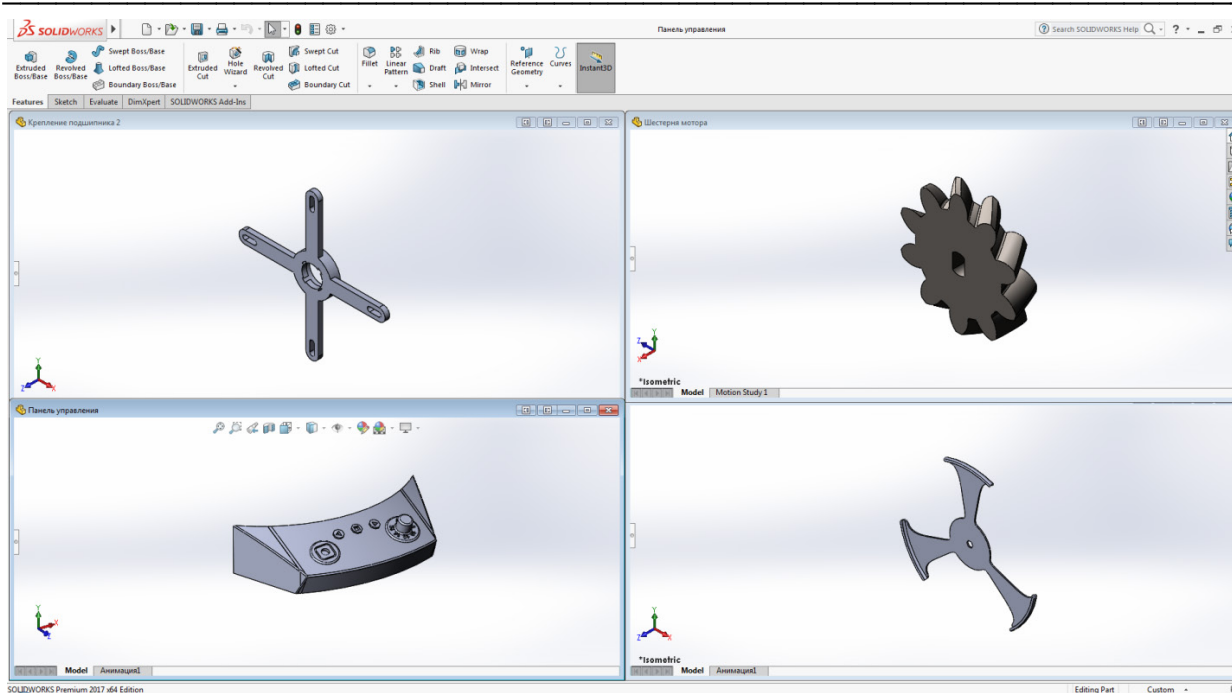 SOLIDWORKS
Панель управления
Search SOLIDWORKS Help
Extruded Boss/Base
Revolved Boss/Base
Swept Boss/Base
Lofted Boss/Base
Boundary Boss/Base
Extruded Cut
Hole Wizard
Revolved Cut
Swept Cut
Lofted Cut
Boundary Cut
Fillet
Linear Pattern
Rib
Draft
Shell
Wrap
Intersect
Mirror
Reference Geometry
Curves
Instant3D
Features Sketch Evaluate DimXpert SOLIDWORKS Add-Ins
Крепление подшипника 2
Y
Z X
Шестерня мотора
Y
Z
X
*Isometric
Model Motion Study 1
Панель управления
Y
X
Z
Model Анимация1
Y
Z X
*Isometric
Model Анимация1
SOLIDWORKS Premium 2017 x64 Edition
Editing Part Custom